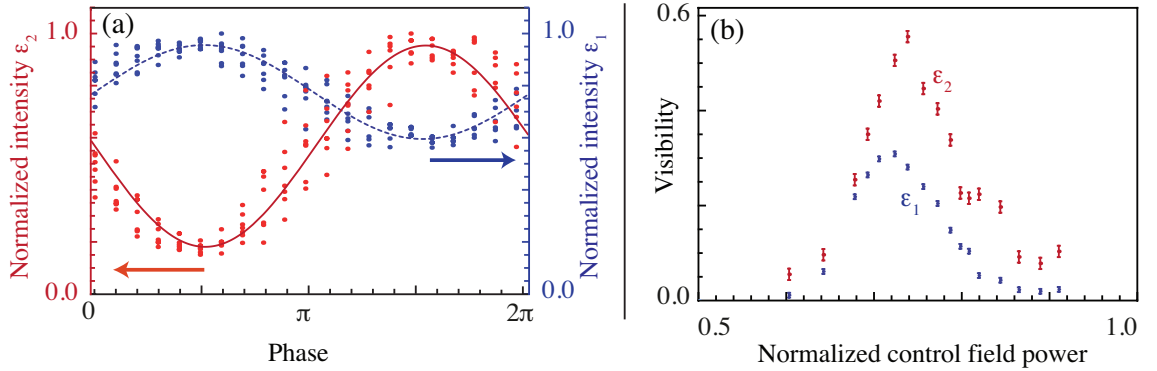 (a)
Normalized intensity ε2
1.0
0.0
0
π
2π
Phase
1.0
0.0
Normalized intensity ε1
(b)
Visibility
0.6
0.0
ε2
ε1
0.5
1.0
Normalized control field power